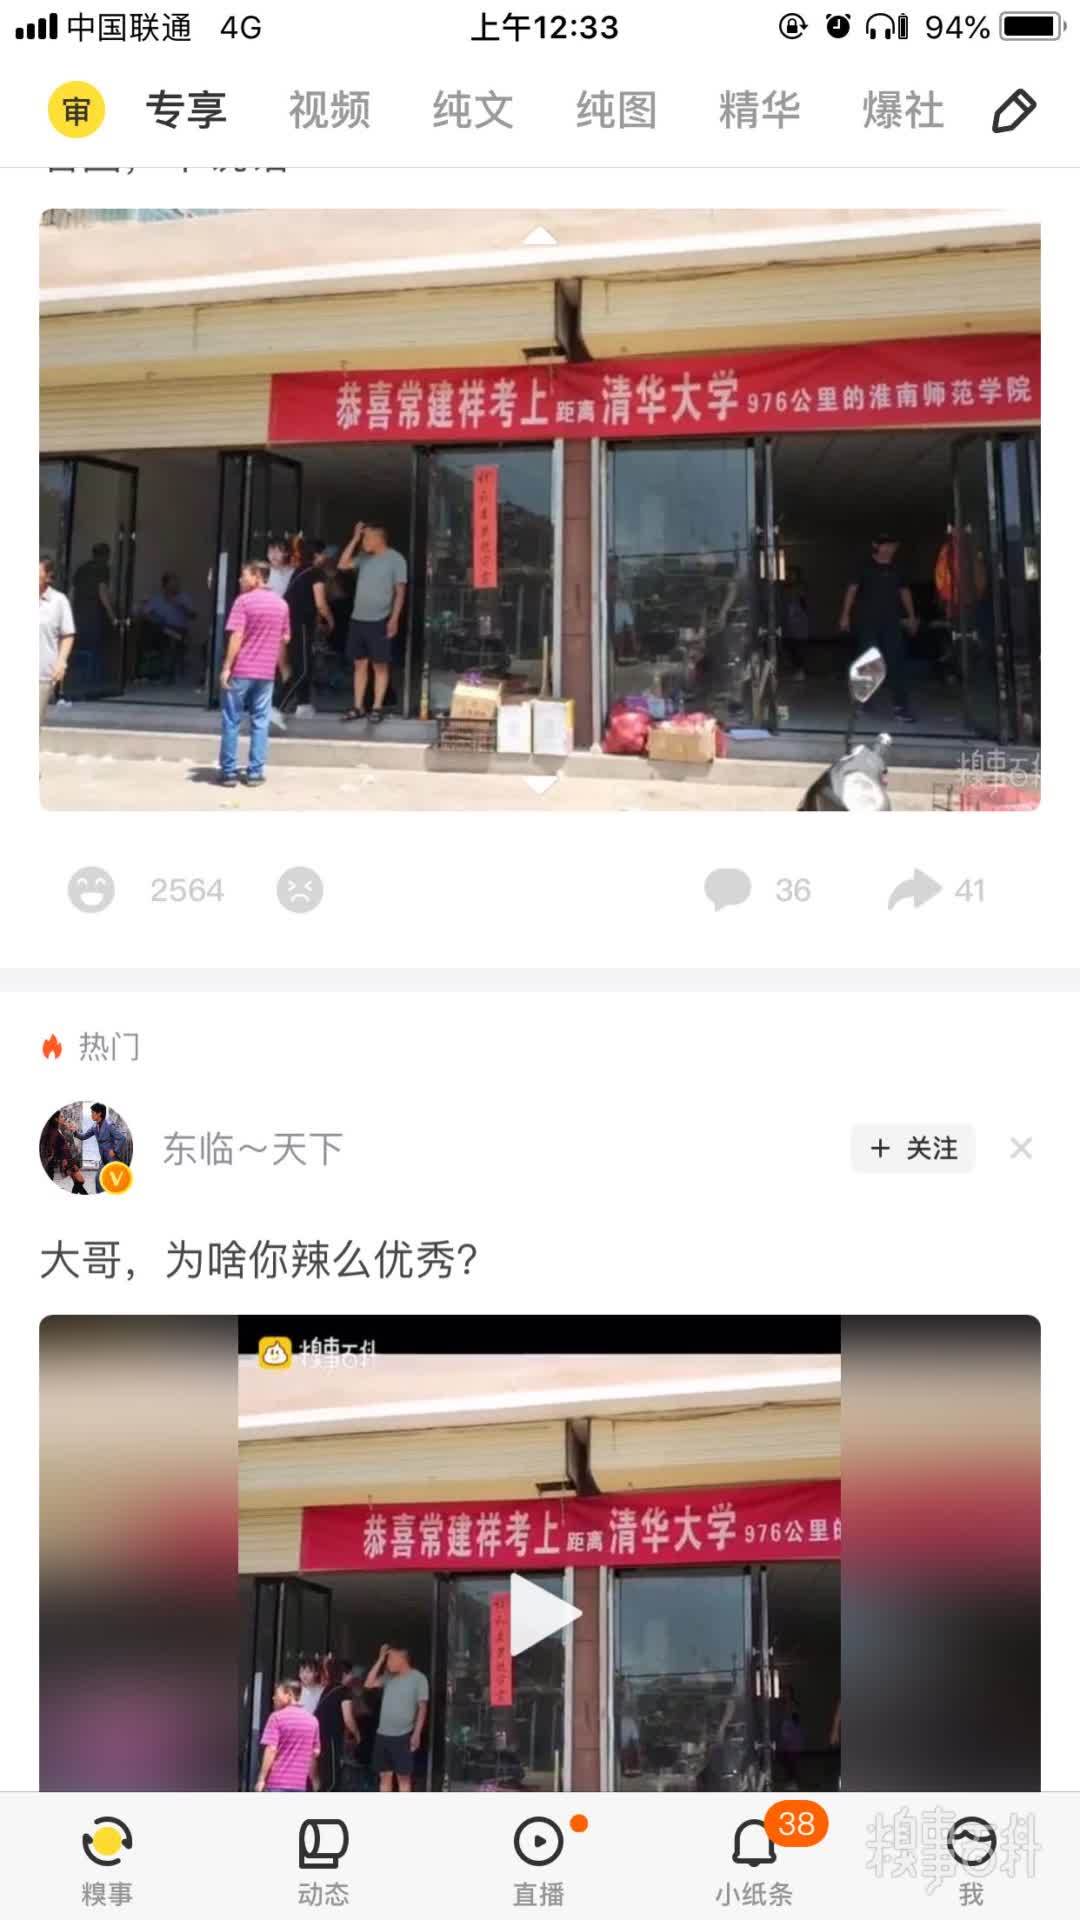 中国联通 4G 上午12:33 94%
审 专享 视频 纯文 纯图 精华 爆社
恭喜常建祥考上距离清华大学976公里的淮南师范学院
糗事百科
2564 36 41
热门
东临～天下 + 关注
大哥，为啥你辣么优秀？
糗事百科
恭喜常建祥考上距离清华大学976公里的
38
糗事百科
糗事 动态 直播 小纸条 我